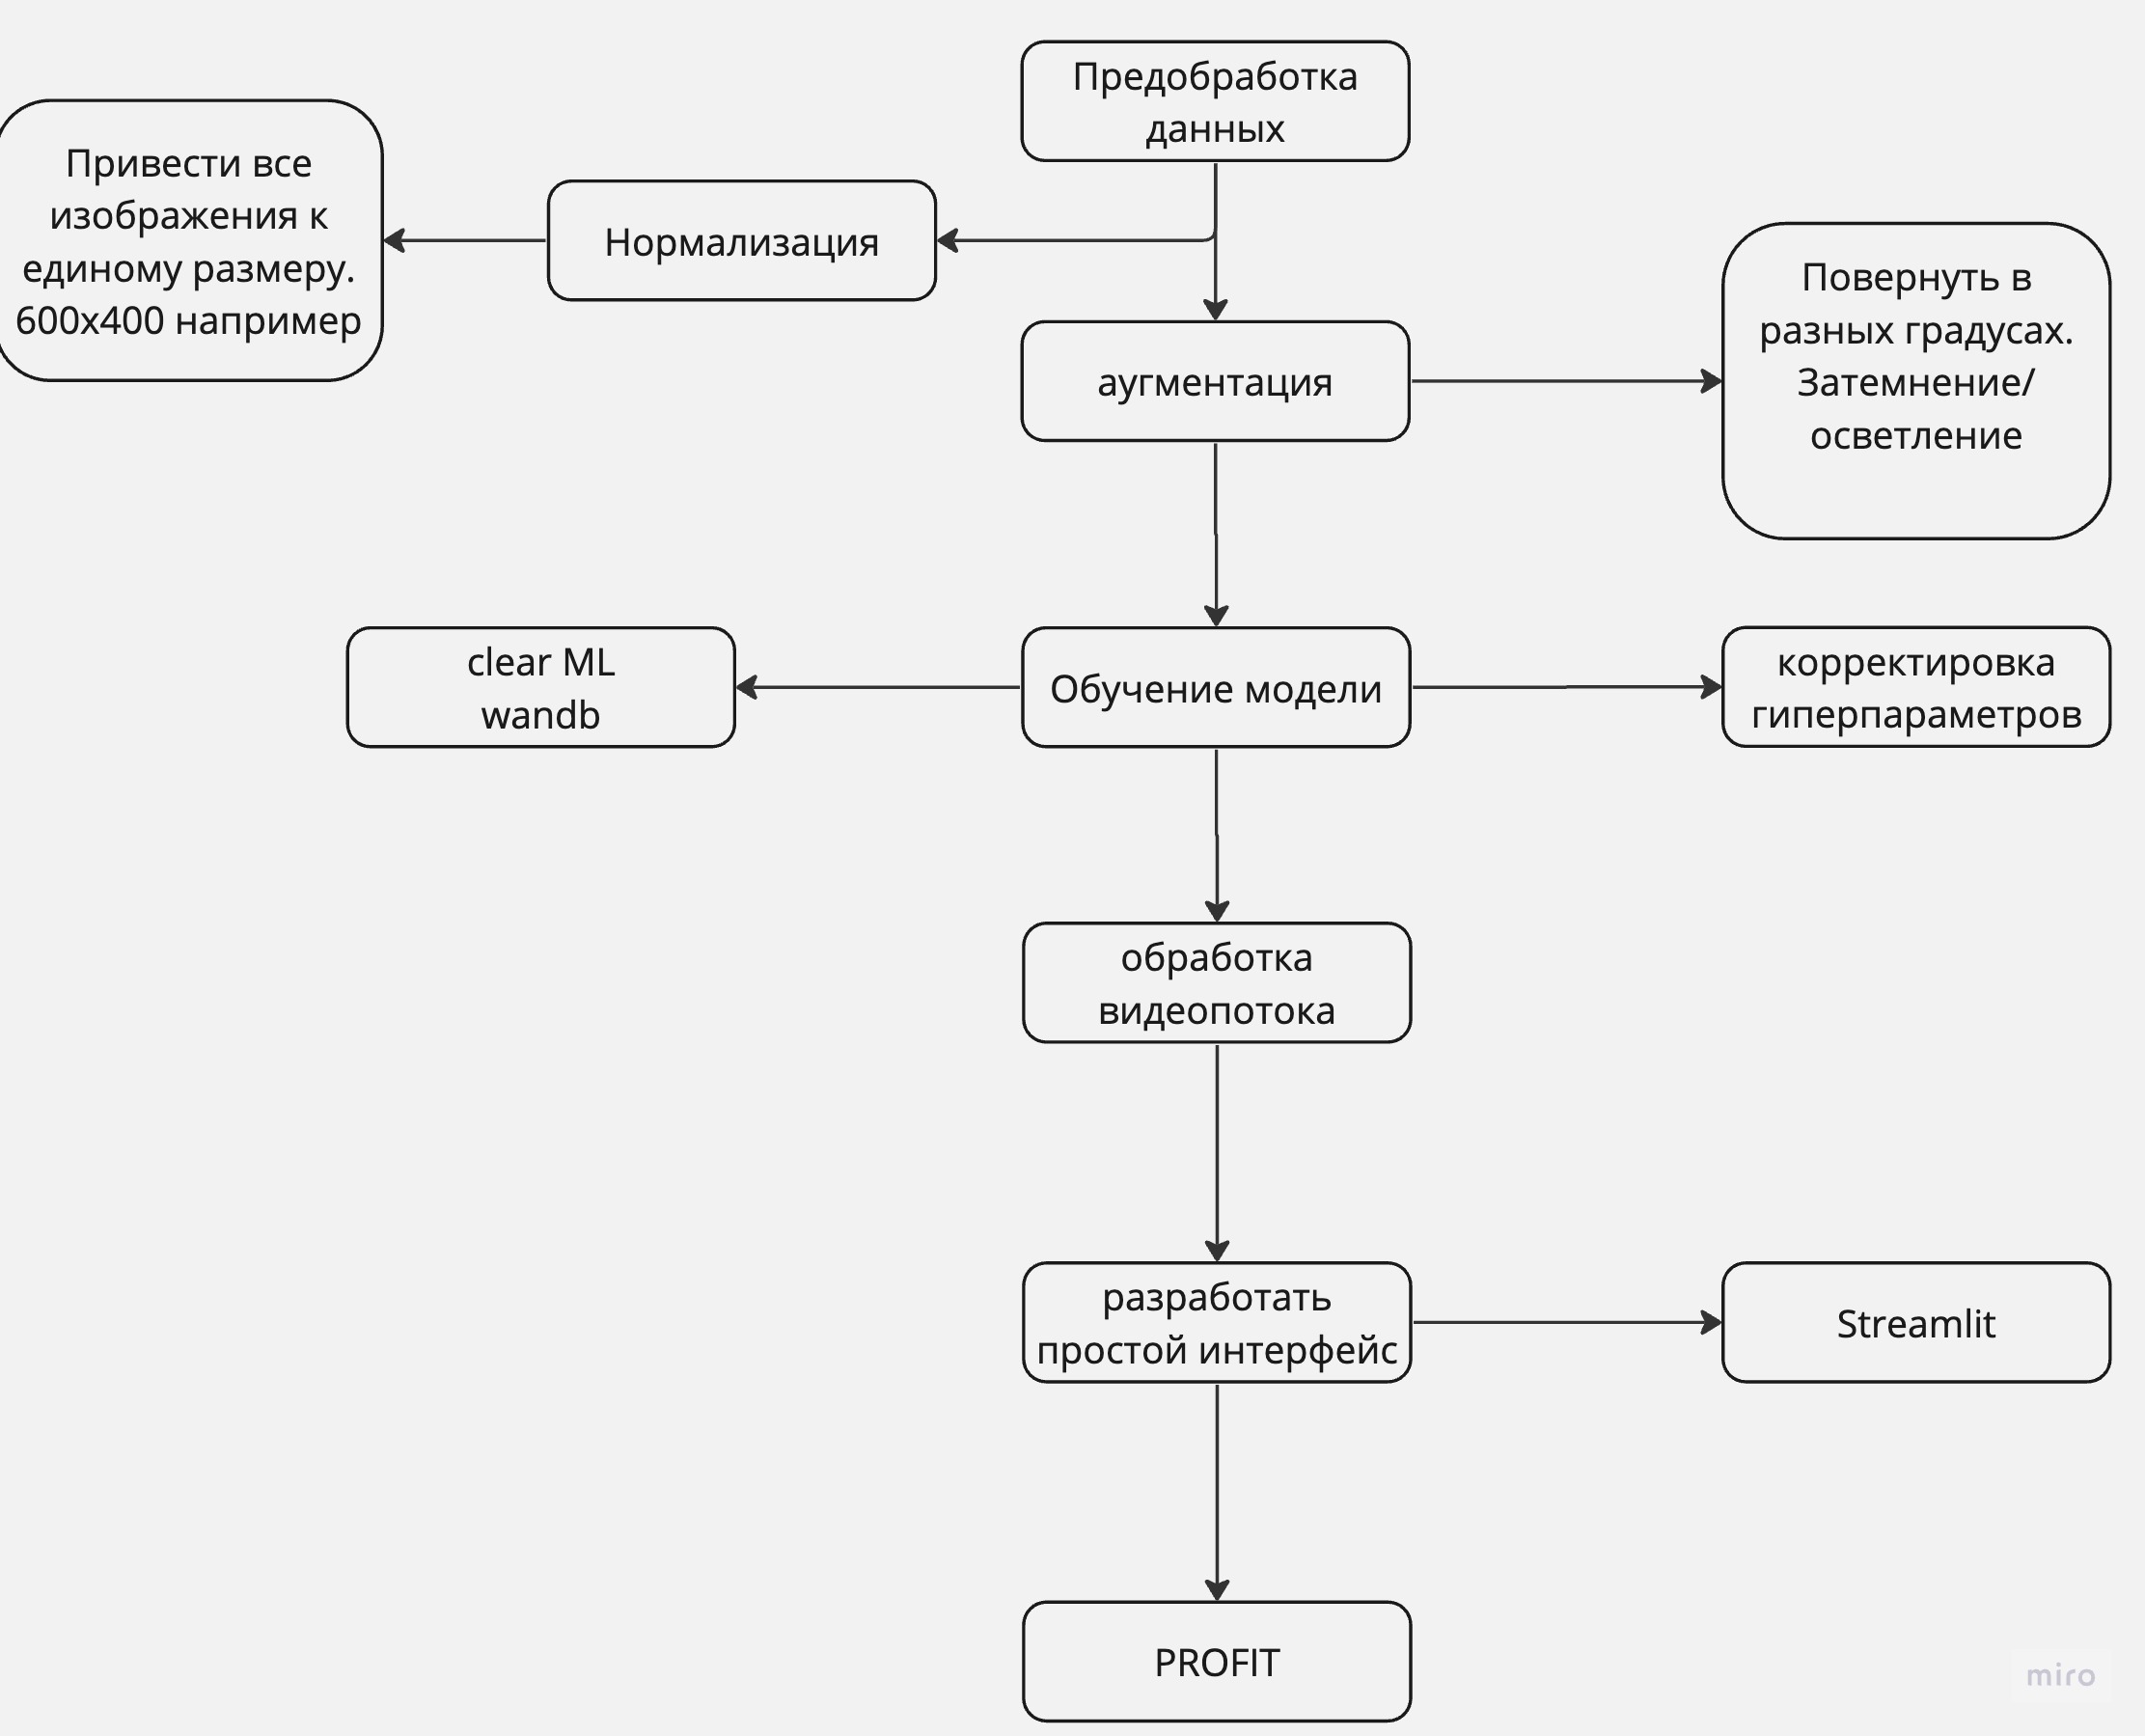 Предобработка
данных
Привести все
изображения к
единому размеру.
600х400 например
Нормализация
аугментация
Повернуть в
разных градусах.
Затемнение/
осветление
clear ML
wandb
Обучение модели
корректировка
гиперпараметров
обработка
видеопотока
разработать
простой интерфейс
Streamlit
PROFIT
miro